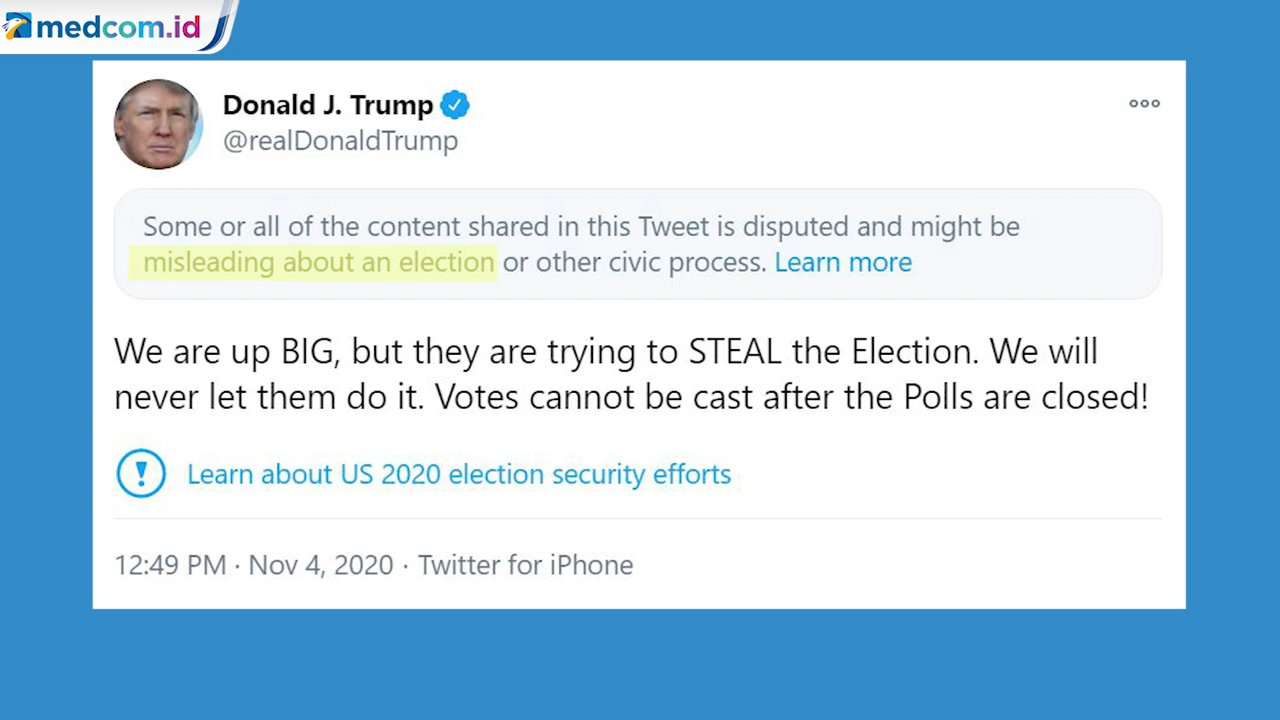 medcom.id
Donald J. Trump
@realDonaldTrump
Some or all of the content shared in this Tweet is disputed and might be
misleading about an election or other civic process. Learn more
We are up BIG, but they are trying to STEAL the Election. We will
never let them do it. Votes cannot be cast after the Polls are closed!
Learn about US 2020 election security efforts
12:49 PM · Nov 4, 2020 · Twitter for iPhone